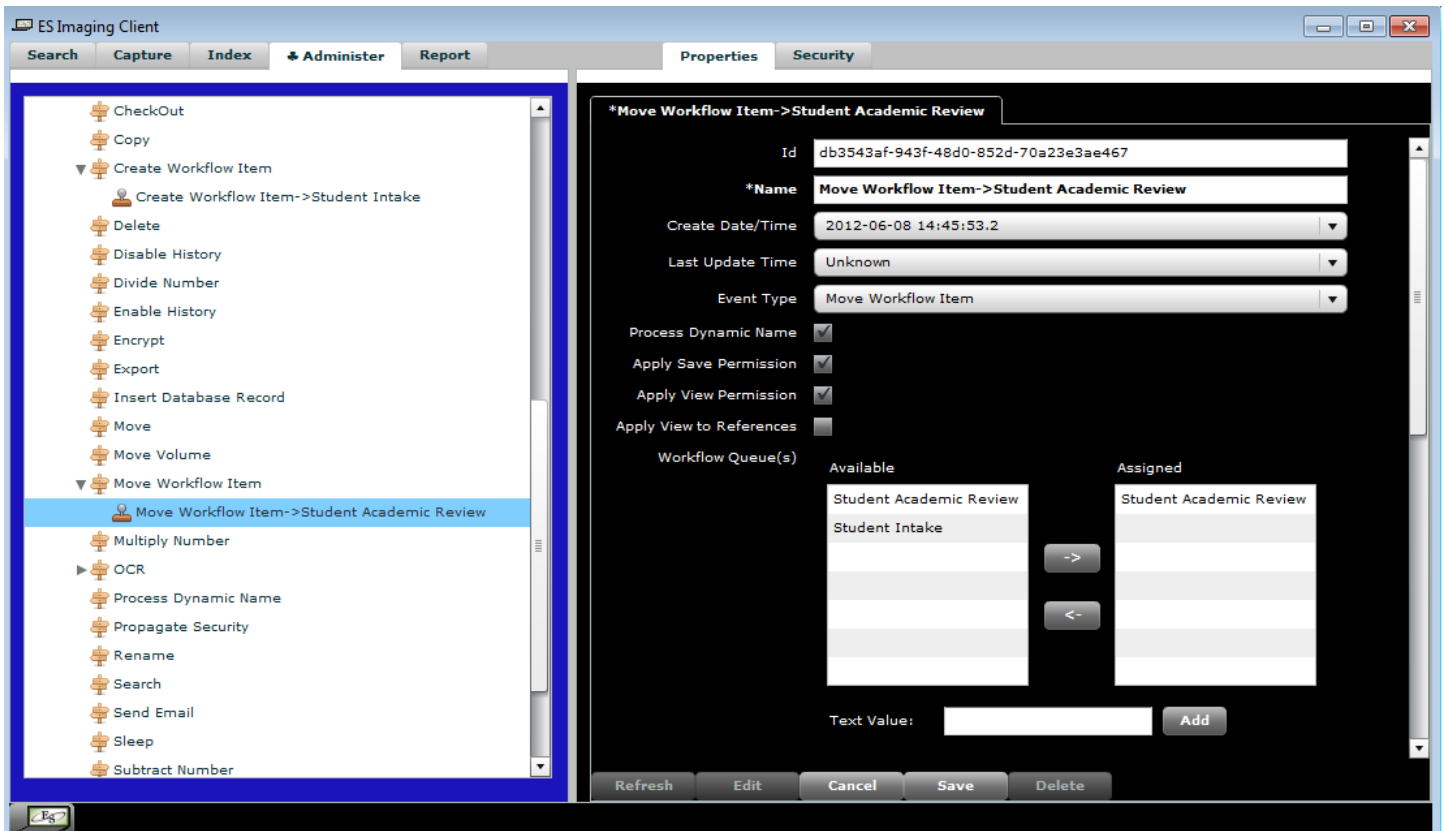 ES Imaging Client
Search Capture Index Administer Report
Properties Security
CheckOut
Copy
Create Workflow Item
Create Workflow Item->Student Intake
Delete
Disable History
Divide Number
Enable History
Encrypt
Export
Insert Database Record
Move
Move Volume
Move Workflow Item
Move Workflow Item->Student Academic Review
Multiply Number
OCR
Process Dynamic Name
Propagate Security
Rename
Search
Send Email
Sleep
Subtract Number
*Move Workflow Item->Student Academic Review
Id db3543af-943f-48d0-852d-70a23e3ae467
*Name Move Workflow Item->Student Academic Review
Create Date/Time 2012-06-08 14:45:53.2
Last Update Time Unknown
Event Type Move Workflow Item
Process Dynamic Name
Apply Save Permission
Apply View Permission
Apply View to References
Workflow Queue(s)
Available Assigned
Student Academic Review Student Academic Review
Student Intake
->
<-
Text Value: Add
Refresh Edit Cancel Save Delete
ES